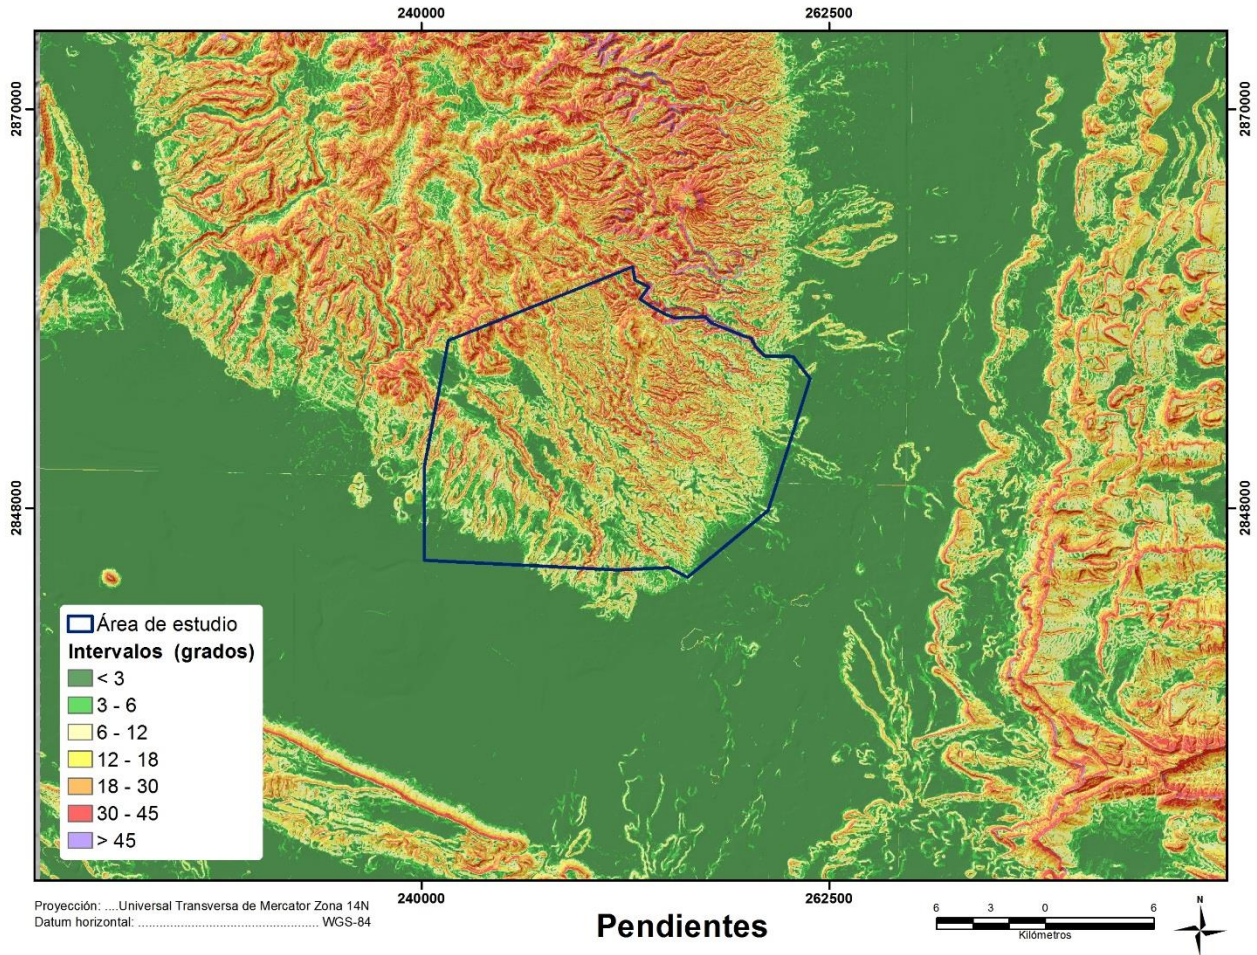 240000
262500
2870000
2870000
2848000
2848000
Área de estudio
Intervalos (grados)
< 3
3 - 6
6 - 12
12 - 18
18 - 30
30 - 45
> 45
240000
262500
Proyección: ....Universal Transversa de Mercator Zona 14N
Datum horizontal: ................................................ WGS-84
Pendientes
6 3 0 6
Kilómetros
N